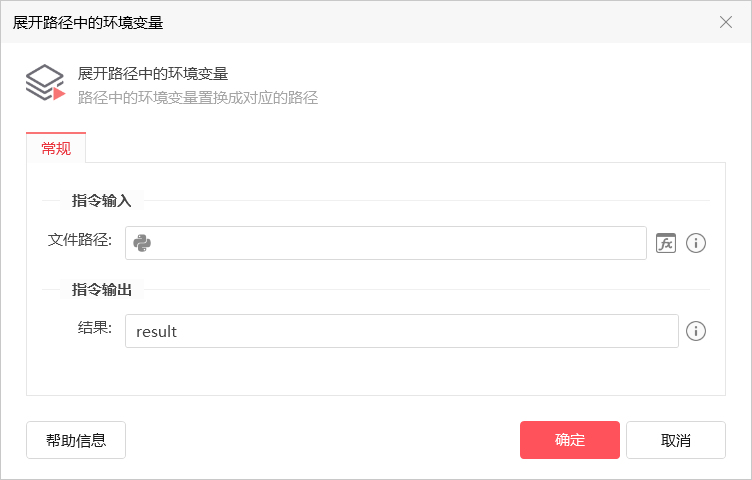 展开路径中的环境变量
展开路径中的环境变量
路径中的环境变量置换成对应的路径
常规
指令输入
文件路径:
fx
指令输出
结果: result
帮助信息 确定 取消